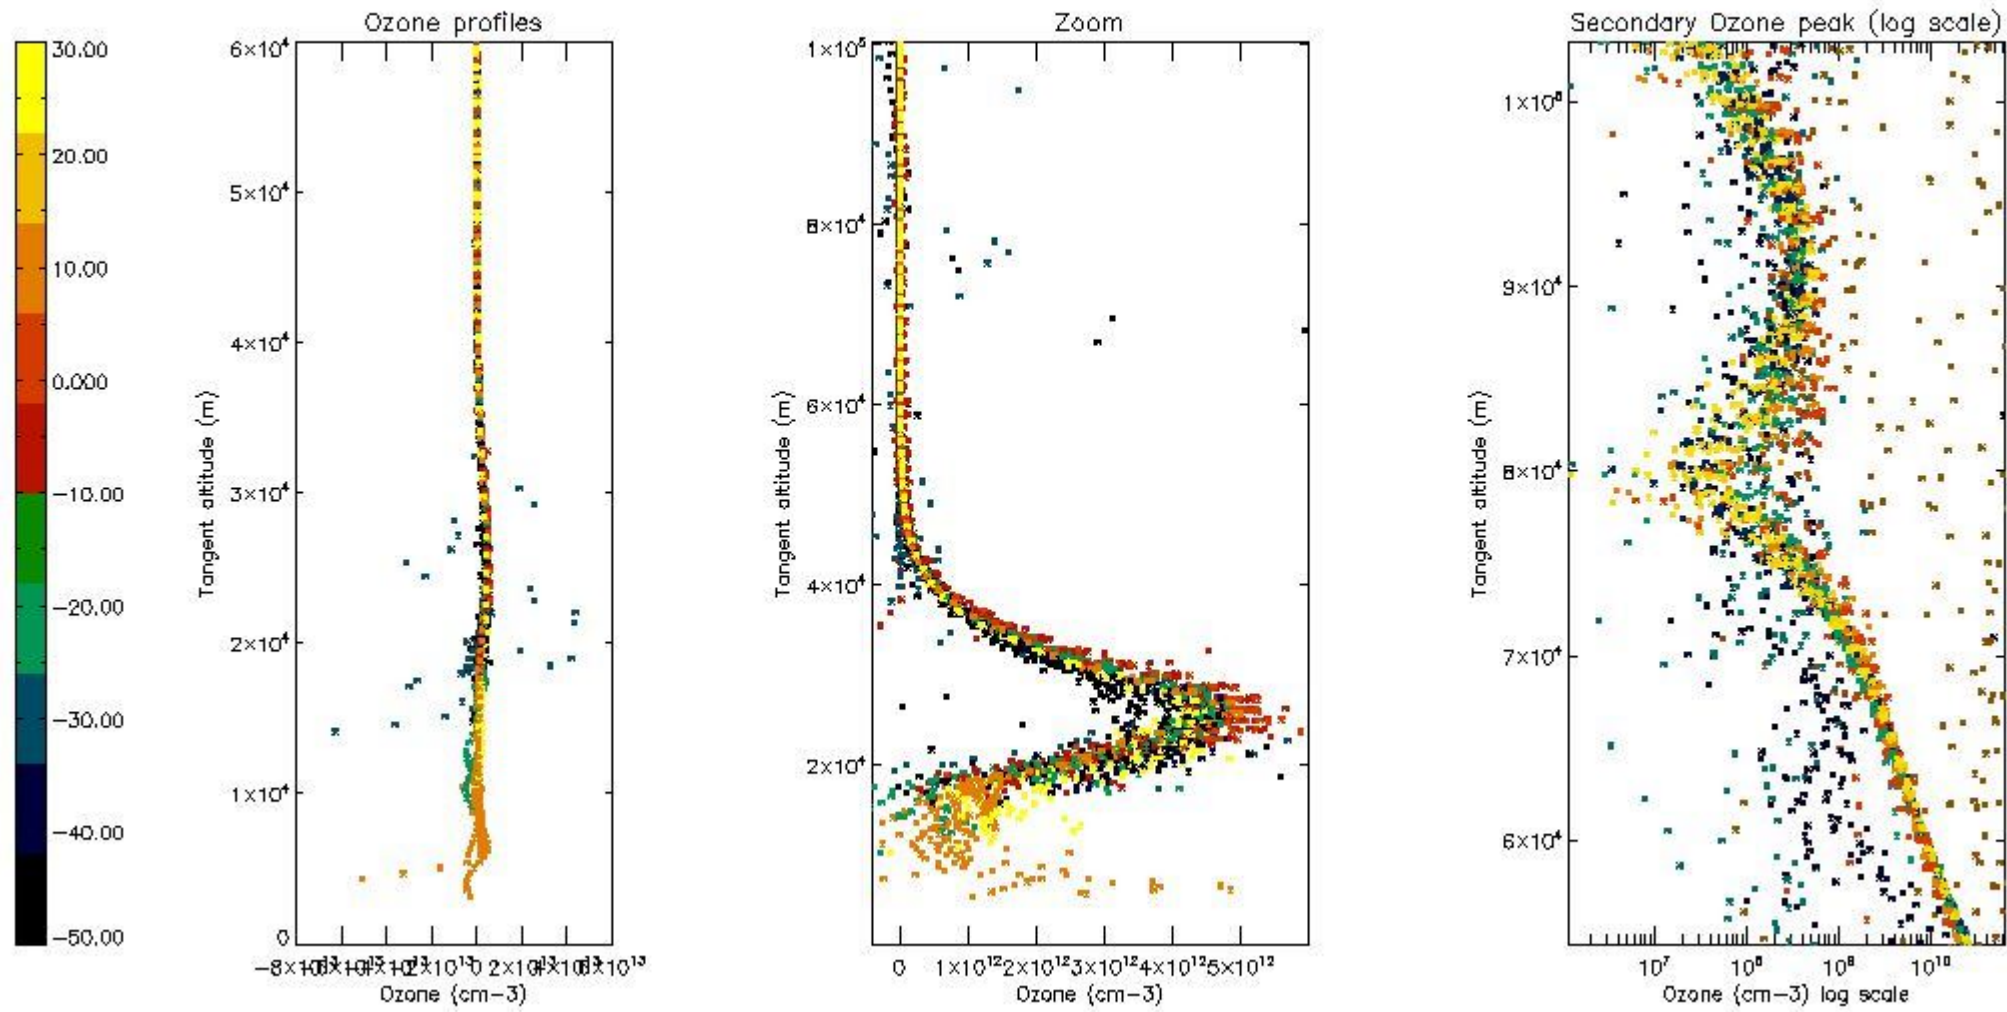 Ozone profiles
Zoom
Secondary Ozone peak (log scale)
30.00
20.00
10.00
0.000
−10.00
−20.00
−30.00
−40.00
−50.00
6×10⁴
5×10⁴
4×10⁴
3×10⁴
2×10⁴
1×10⁴
0
Tangent altitude (m)
0
Ozone (cm−3)
1×10⁵
8×10⁴
6×10⁴
4×10⁴
2×10⁴
Tangent altitude (m)
0 1×10¹² 2×10¹² 3×10¹² 4×10¹² 5×10¹²
Ozone (cm−3)
1×10⁵
9×10⁴
8×10⁴
7×10⁴
6×10⁴
Tangent altitude (m)
10⁷ 10⁸ 10⁹ 10¹⁰
Ozone (cm−3) log scale